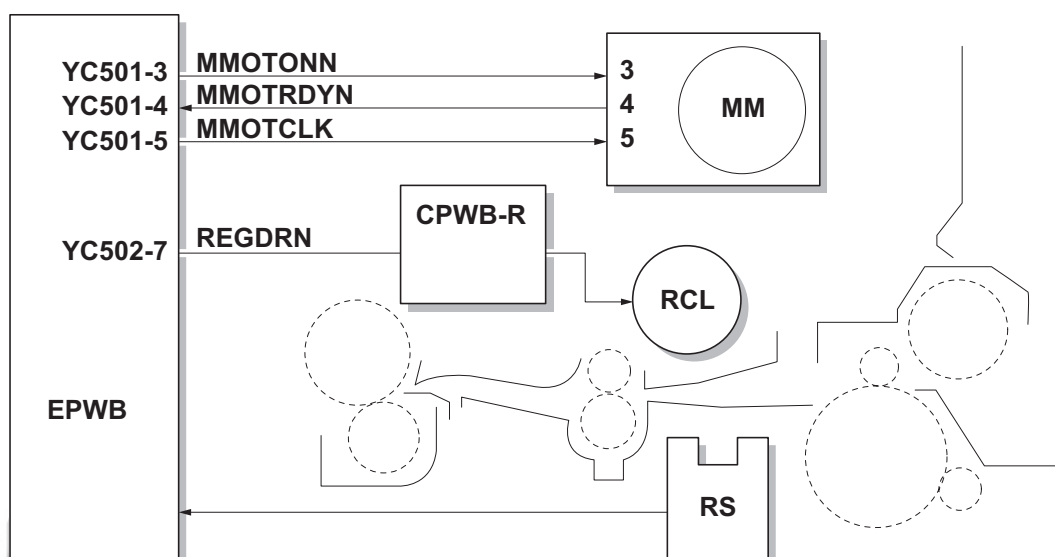 YC501-3 MMOTONN 3
YC501-4 MMOTRDYN 4 MM
YC501-5 MMOTCLK 5
CPWB-R
YC502-7 REGDRN
RCL
EPWB
RS